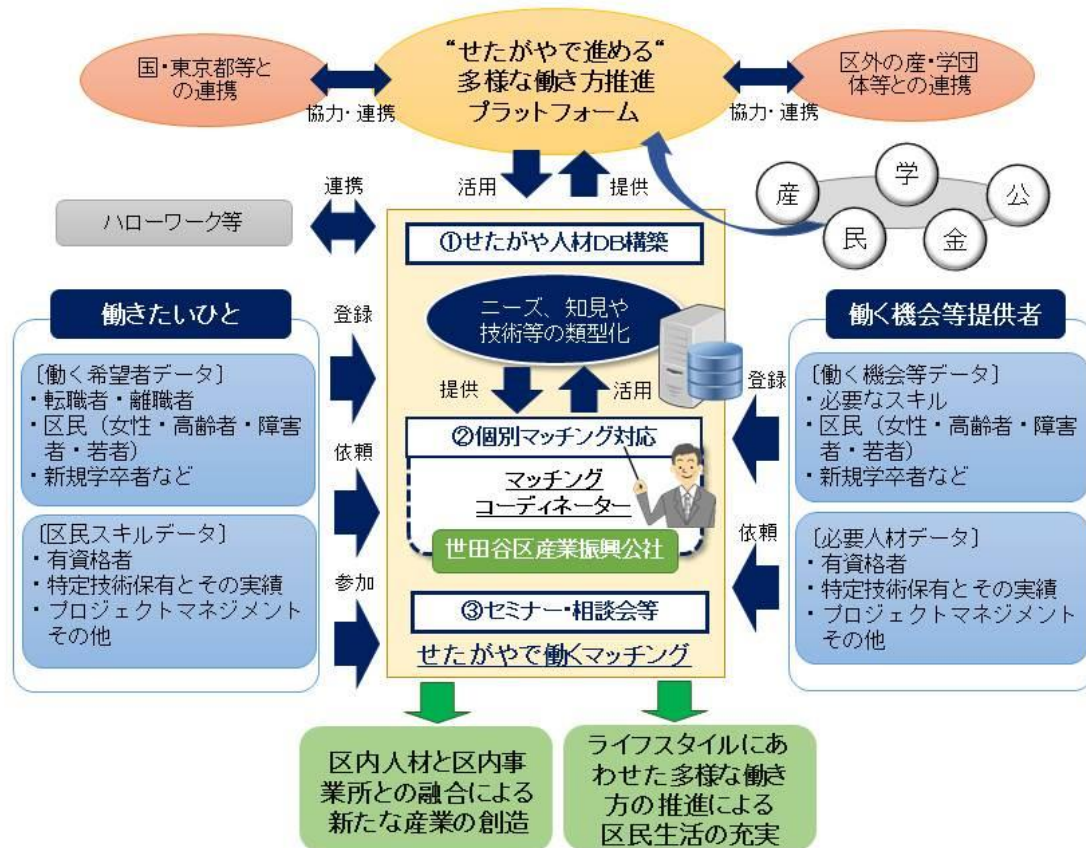 国・東京都等と
の連携
“せたがやで進める“
多様な働き方推進
プラットフォーム
区外の産・学団
体等との連携
協力・連携
協力・連携
活用
提供
産
学
公
民
金
連携
ハローワーク等
①せたがや人材DB構築
ニーズ、知見や
技術等の類型化
提供
活用
②個別マッチング対応
マッチング
コーディネーター
世田谷区産業振興公社
③セミナー・相談会等
せたがやで働くマッチング
働きたいひと
〔働く希望者データ〕
・転職者・離職者
・区民（女性・高齢者・障害
者・若者）
・新規学卒者など
〔区民スキルデータ〕
・有資格者
・特定技術保有とその実績
・プロジェクトマネジメント
その他
登録
依頼
参加
働く機会等提供者
〔働く機会等データ〕
・必要なスキル
・区民（女性・高齢者・障害
者・若者）
・新規学卒者など
〔必要人材データ〕
・有資格者
・特定技術保有とその実績
・プロジェクトマネジメント
その他
登録
依頼
区内人材と区内事
業所との融合による
新たな産業の創造
ライフスタイルにあ
わせた多様な働き
方の推進による
区民生活の充実